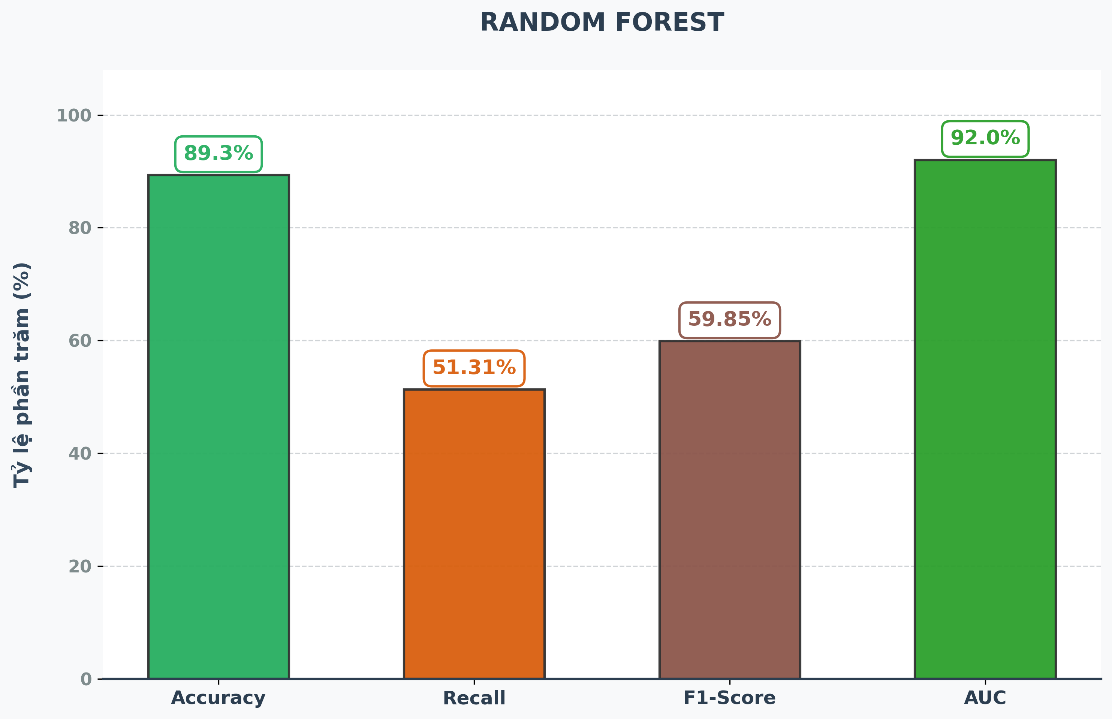 RANDOM FOREST
Tỷ lệ phần trăm (%)
100
80
60
40
20
0
89.3%
51.31%
59.85%
92.0%
Accuracy
Recall
F1-Score
AUC